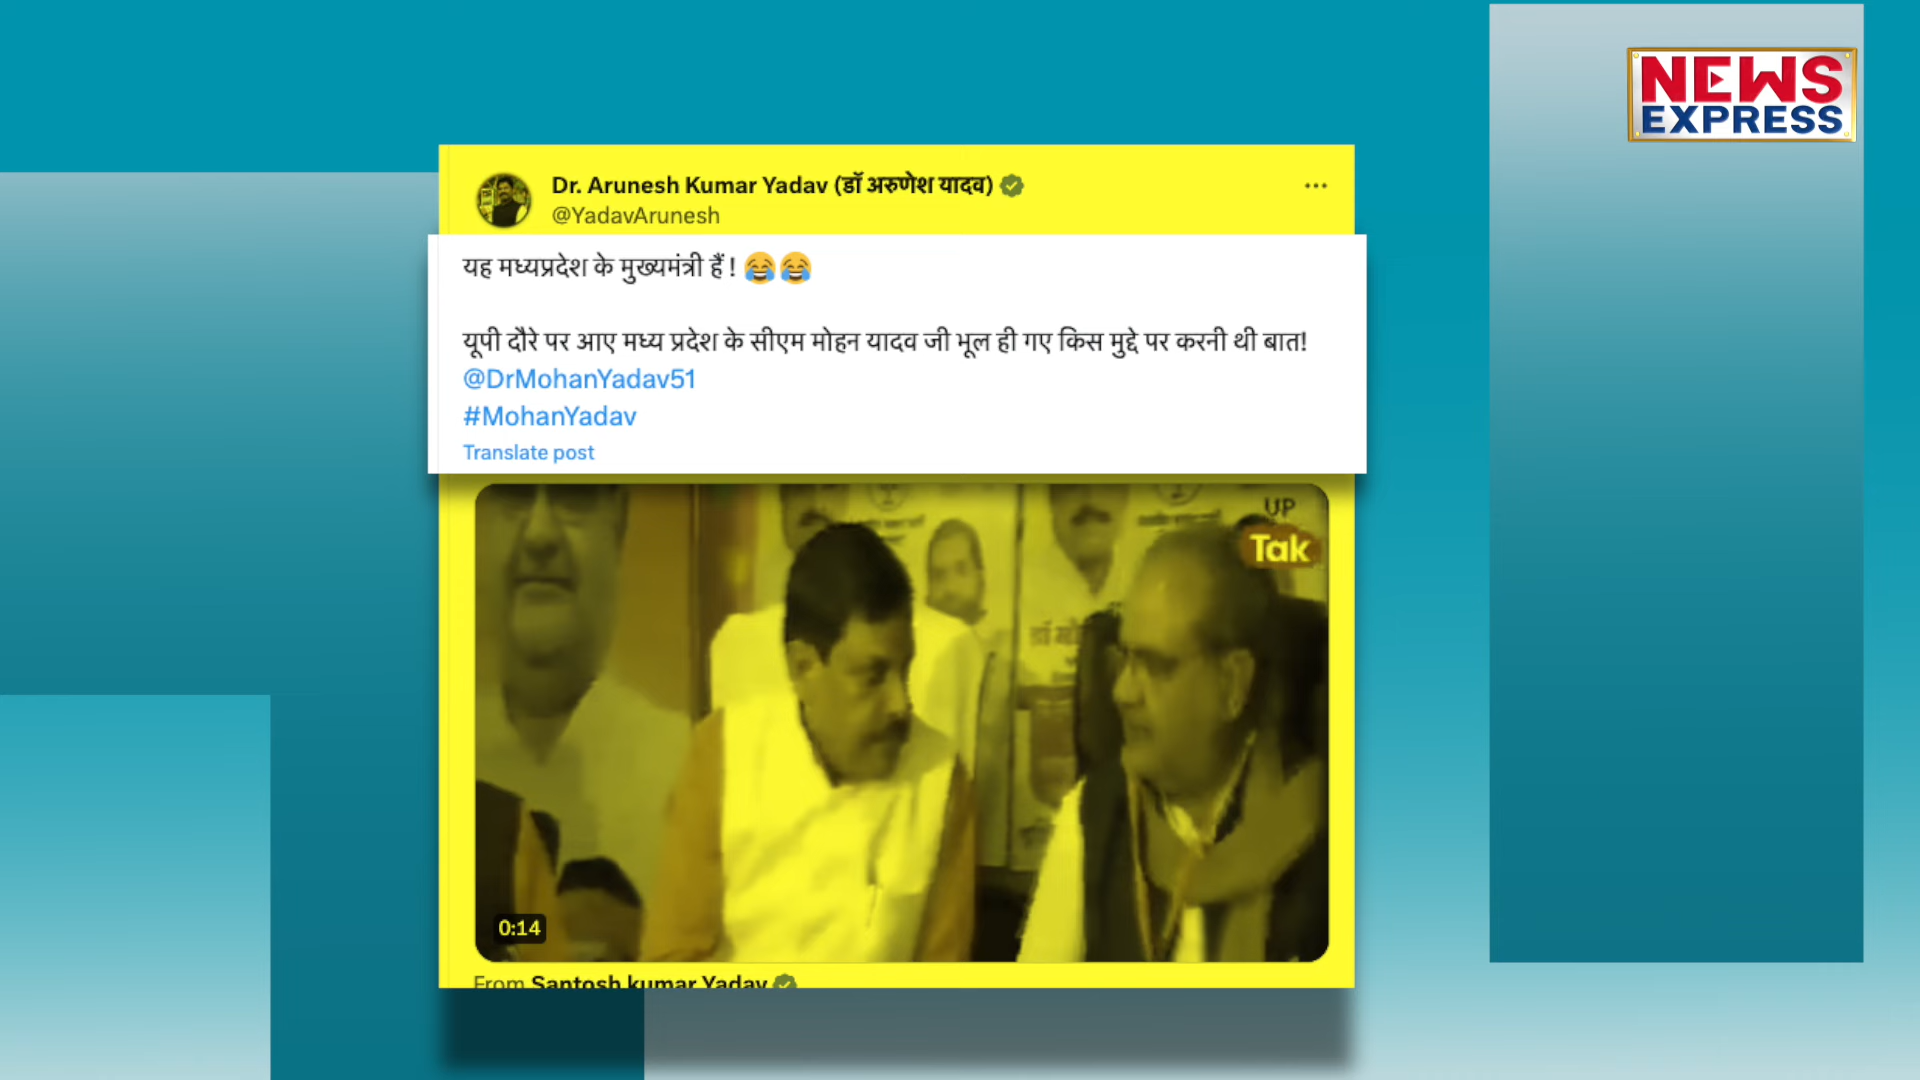 NEWS
EXPRESS
Dr. Arunesh Kumar Yadav (डॉ अरुणेश यादव)
@YadavArunesh
यह मध्यप्रदेश के मुख्यमंत्री हैं ! 😂😂
यूपी दौरे पर आए मध्य प्रदेश के सीएम मोहन यादव जी भूल ही गए किस मुद्दे पर करनी थी बात!
@DrMohanYadav51
#MohanYadav
Translate post
UP
Tak
0:14
From Santosh kumar Yadav